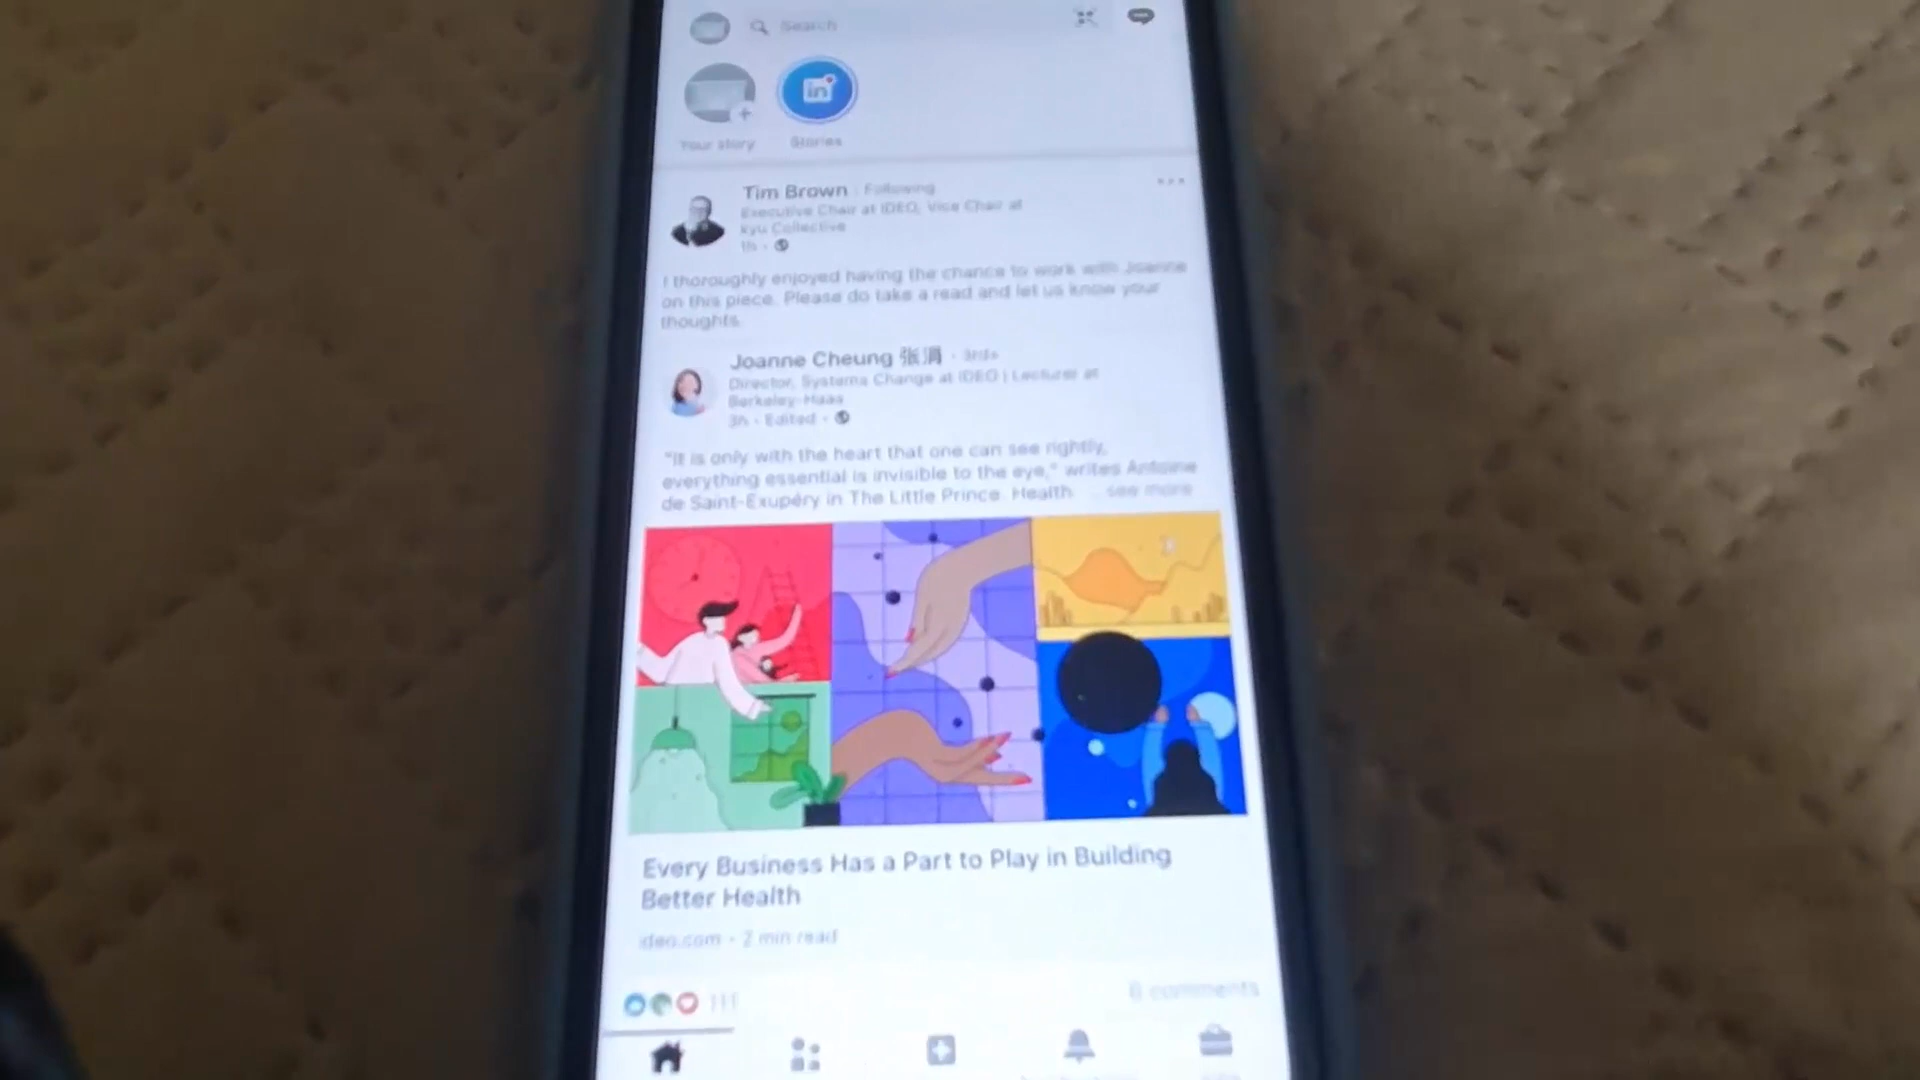 Search
in
Your story
Stories
Tim Brown · Following
Executive Chair at IDEO, Vice Chair at
kyu Collective
1h ·
I thoroughly enjoyed having the chance to work with Joanne
on this piece. Please do take a read and let us know your
thoughts.
Joanne Cheung 张涓 · 3rd+
Director, Systems Change at IDEO | Lecturer at
Berkeley-Haas
3h · Edited ·
"It is only with the heart that one can see rightly,
everything essential is invisible to the eye," writes Antoine
de Saint-Exupéry in The Little Prince. Health ...see more
Every Business Has a Part to Play in Building
Better Health
ideo.com · 2 min read
111
6 comments